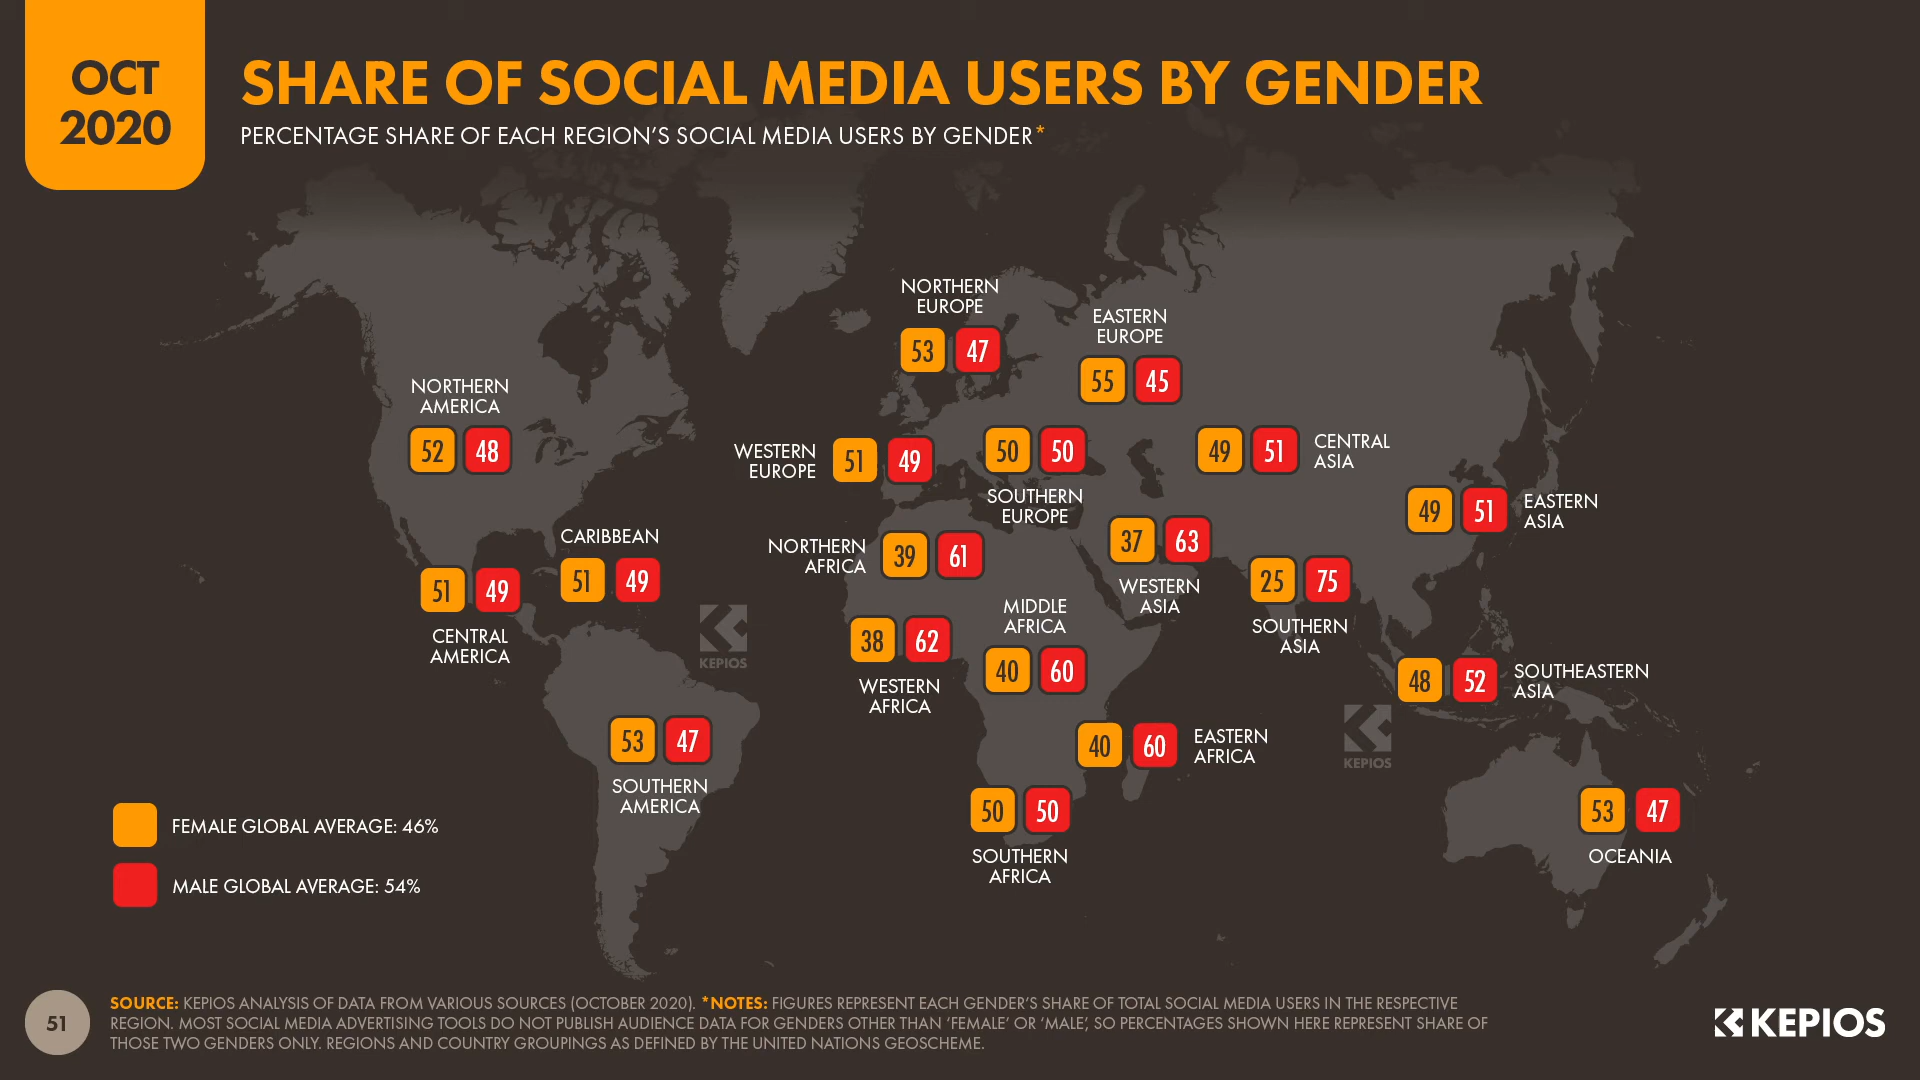 OCT
2020
SHARE OF SOCIAL MEDIA USERS BY GENDER
PERCENTAGE SHARE OF EACH REGION'S SOCIAL MEDIA USERS BY GENDER*
NORTHERN
EUROPE
53 47
EASTERN
EUROPE
55 45
NORTHERN
AMERICA
52 48
WESTERN
EUROPE
51 49
50 50
SOUTHERN
EUROPE
49 51
CENTRAL
ASIA
49 51
EASTERN
ASIA
CARIBBEAN
51 49
NORTHERN
AFRICA
39 61
37 63
WESTERN
ASIA
25 75
SOUTHERN
ASIA
51 49
CENTRAL
AMERICA
KEPIOS
38 62
WESTERN
AFRICA
MIDDLE
AFRICA
40 60
48 52
SOUTHEASTERN
ASIA
53 47
SOUTHERN
AMERICA
40 60
EASTERN
AFRICA
KEPIOS
50 50
SOUTHERN
AFRICA
53 47
OCEANIA
FEMALE GLOBAL AVERAGE: 46%
MALE GLOBAL AVERAGE: 54%
51
SOURCE: KEPIOS ANALYSIS OF DATA FROM VARIOUS SOURCES (OCTOBER 2020). *NOTES: FIGURES REPRESENT EACH GENDER'S SHARE OF TOTAL SOCIAL MEDIA USERS IN THE RESPECTIVE
REGION. MOST SOCIAL MEDIA ADVERTISING TOOLS DO NOT PUBLISH AUDIENCE DATA FOR GENDERS OTHER THAN 'FEMALE' OR 'MALE', SO PERCENTAGES SHOWN HERE REPRESENT SHARE OF
THOSE TWO GENDERS ONLY. REGIONS AND COUNTRY GROUPINGS AS DEFINED BY THE UNITED NATIONS GEOSCHEME.
KEPIOS